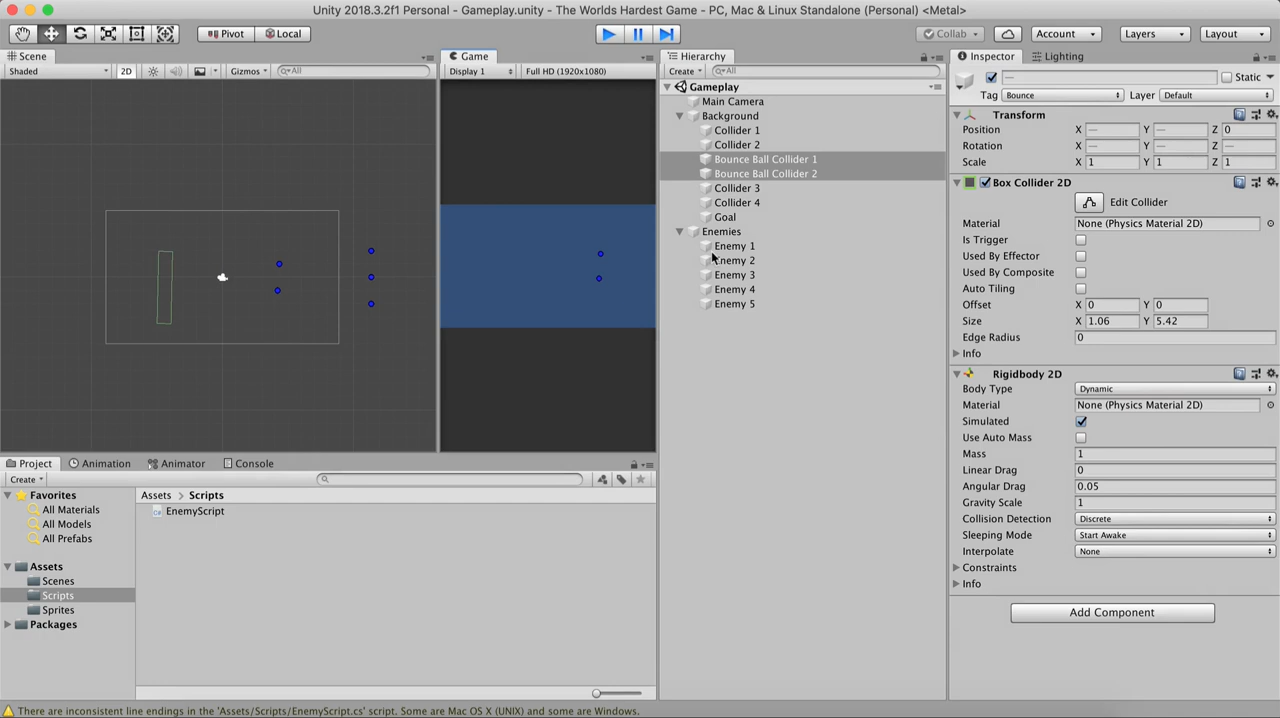 Unity 2018.3.2f1 Personal - Gameplay.unity - The Worlds Hardest Game - PC, Mac & Linux Standalone (Personal) <Metal>
Pivot Local Collab Account Layers Layout
Scene Game Hierarchy Inspector Lighting
Shaded 2D Gizmos All Display 1 Full HD (1920x1080) Create All
Static
Gameplay
Tag Bounce Layer Default
Main Camera
Background
Collider 1
Collider 2
Bounce Ball Collider 1
Bounce Ball Collider 2
Collider 3
Collider 4
Goal
Enemies
Enemy 1
Enemy 2
Enemy 3
Enemy 4
Enemy 5
Transform
Position X — Y — Z 0
Rotation X — Y — Z —
Scale X 1 Y 1 Z 1
Box Collider 2D
Edit Collider
Material None (Physics Material 2D)
Is Trigger
Used By Effector
Used By Composite
Auto Tiling
Offset X 0 Y 0
Size X 1.06 Y 5.42
Edge Radius 0
Info
Rigidbody 2D
Body Type Dynamic
Material None (Physics Material 2D)
Simulated
Use Auto Mass
Mass 1
Linear Drag 0
Angular Drag 0.05
Gravity Scale 1
Collision Detection Discrete
Sleeping Mode Start Awake
Interpolate None
Constraints
Info
Add Component
Project Animation Animator Console
Create
Favorites
All Materials
All Models
All Prefabs
Assets
Scenes
Scripts
Sprites
Packages
Assets > Scripts
EnemyScript
There are inconsistent line endings in the 'Assets/Scripts/EnemyScript.cs' script. Some are Mac OS X (UNIX) and some are Windows.